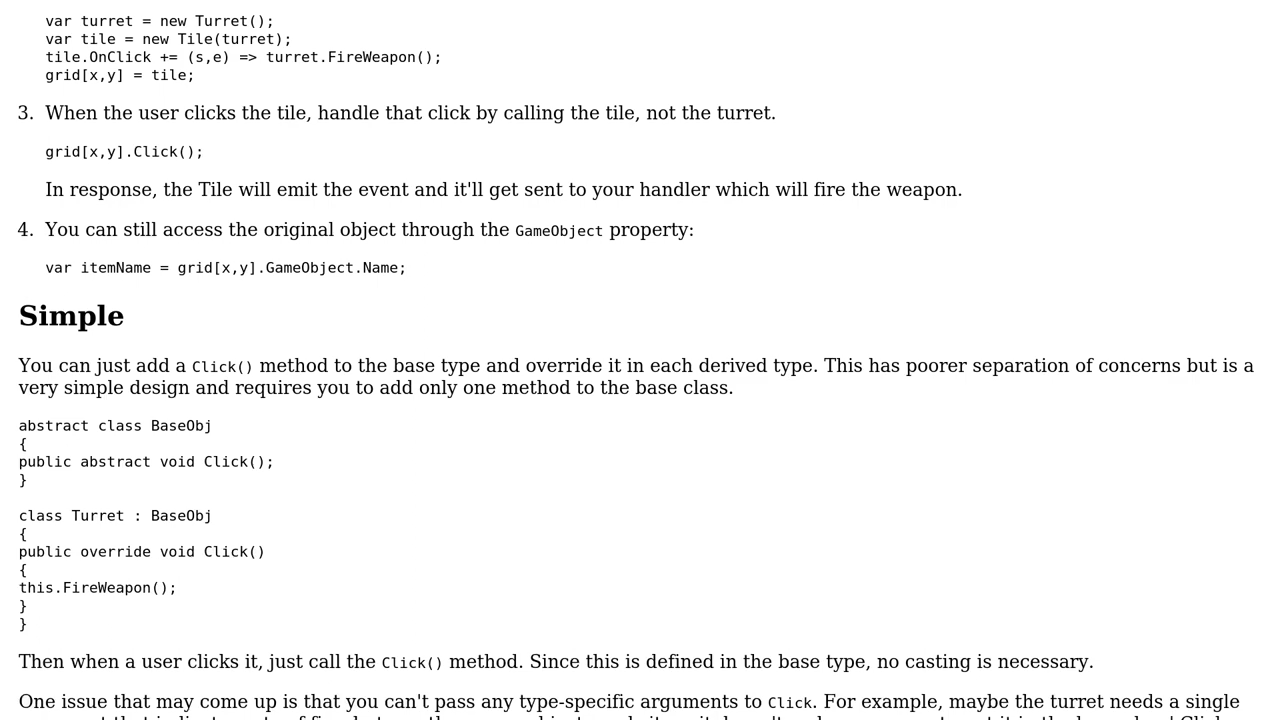 var turret = new Turret();
var tile = new Tile(turret);
tile.OnClick += (s,e) => turret.FireWeapon();
grid[x,y] = tile;
3. When the user clicks the tile, handle that click by calling the tile, not the turret.
grid[x,y].Click();
In response, the Tile will emit the event and it'll get sent to your handler which will fire the weapon.
4. You can still access the original object through the GameObject property:
var itemName = grid[x,y].GameObject.Name;
Simple
You can just add a Click() method to the base type and override it in each derived type. This has poorer separation of concerns but is a
very simple design and requires you to add only one method to the base class.
abstract class BaseObj
{
public abstract void Click();
}
class Turret : BaseObj
{
public override void Click()
{
this.FireWeapon();
}
}
Then when a user clicks it, just call the Click() method. Since this is defined in the base type, no casting is necessary.
One issue that may come up is that you can't pass any type-specific arguments to Click. For example, maybe the turret needs a single